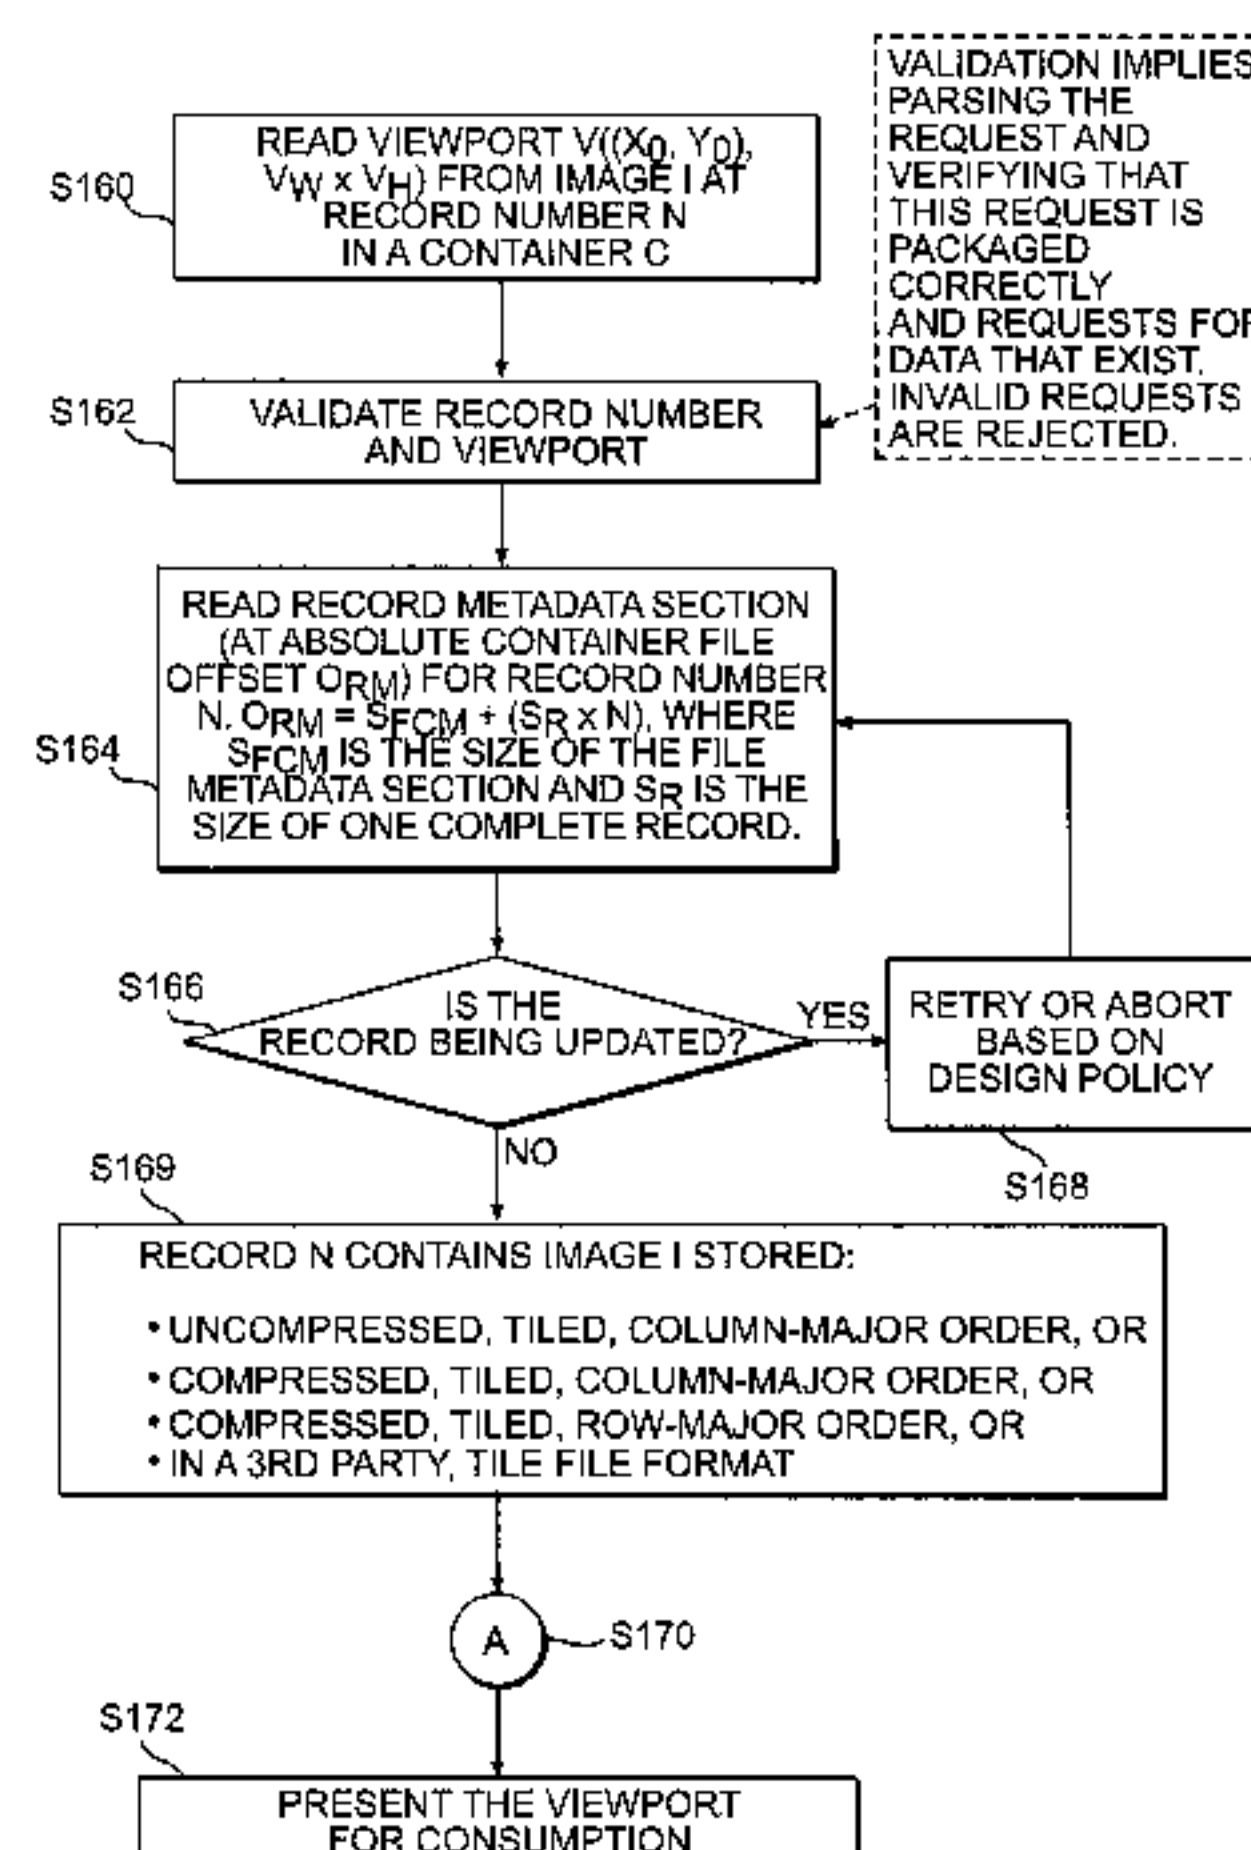 VALIDATION IMPLIES
PARSING THE
REQUEST AND
VERIFYING THAT
THIS REQUEST IS
PACKAGED
CORRECTLY
AND REQUESTS FOR
DATA THAT EXIST.
INVALID REQUESTS
ARE REJECTED.
S160
READ VIEWPORT V((X0, Y0),
VW x VH) FROM IMAGE I AT
RECORD NUMBER N
IN A CONTAINER C
S162
VALIDATE RECORD NUMBER
AND VIEWPORT
S164
READ RECORD METADATA SECTION
(AT ABSOLUTE CONTAINER FILE
OFFSET ORM) FOR RECORD NUMBER
N. ORM = SFCM + (SR x N), WHERE
SFCM IS THE SIZE OF THE FILE
METADATA SECTION AND SR IS THE
SIZE OF ONE COMPLETE RECORD.
S166
IS THE
RECORD BEING UPDATED?
YES
RETRY OR ABORT
BASED ON
DESIGN POLICY
S168
NO
S169
RECORD N CONTAINS IMAGE I STORED:
• UNCOMPRESSED, TILED, COLUMN-MAJOR ORDER, OR
• COMPRESSED, TILED, COLUMN-MAJOR ORDER, OR
• COMPRESSED, TILED, ROW-MAJOR ORDER, OR
• IN A 3RD PARTY, TILE FILE FORMAT
A
S170
S172
PRESENT THE VIEWPORT
FOR CONSUMPTION